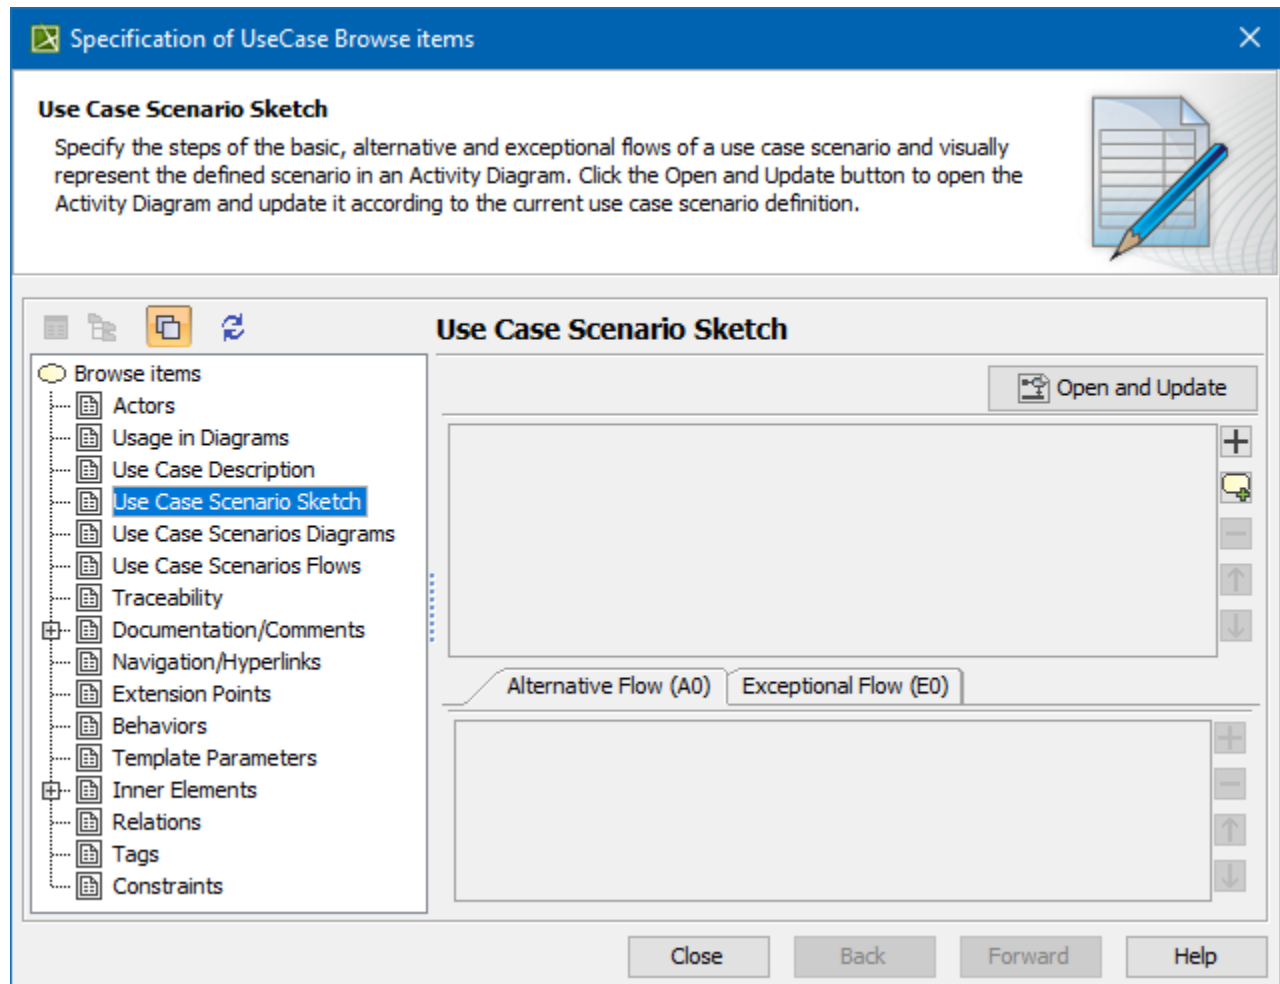 Specification of UseCase Browse items
Use Case Scenario Sketch
Specify the steps of the basic, alternative and exceptional flows of a use case scenario and visually
represent the defined scenario in an Activity Diagram. Click the Open and Update button to open the
Activity Diagram and update it according to the current use case scenario definition.
Use Case Scenario Sketch
Browse items
Actors
Usage in Diagrams
Use Case Description
Use Case Scenario Sketch
Use Case Scenarios Diagrams
Use Case Scenarios Flows
Traceability
Documentation/Comments
Navigation/Hyperlinks
Extension Points
Behaviors
Template Parameters
Inner Elements
Relations
Tags
Constraints
Open and Update
Alternative Flow (A0) Exceptional Flow (E0)
Close Back Forward Help